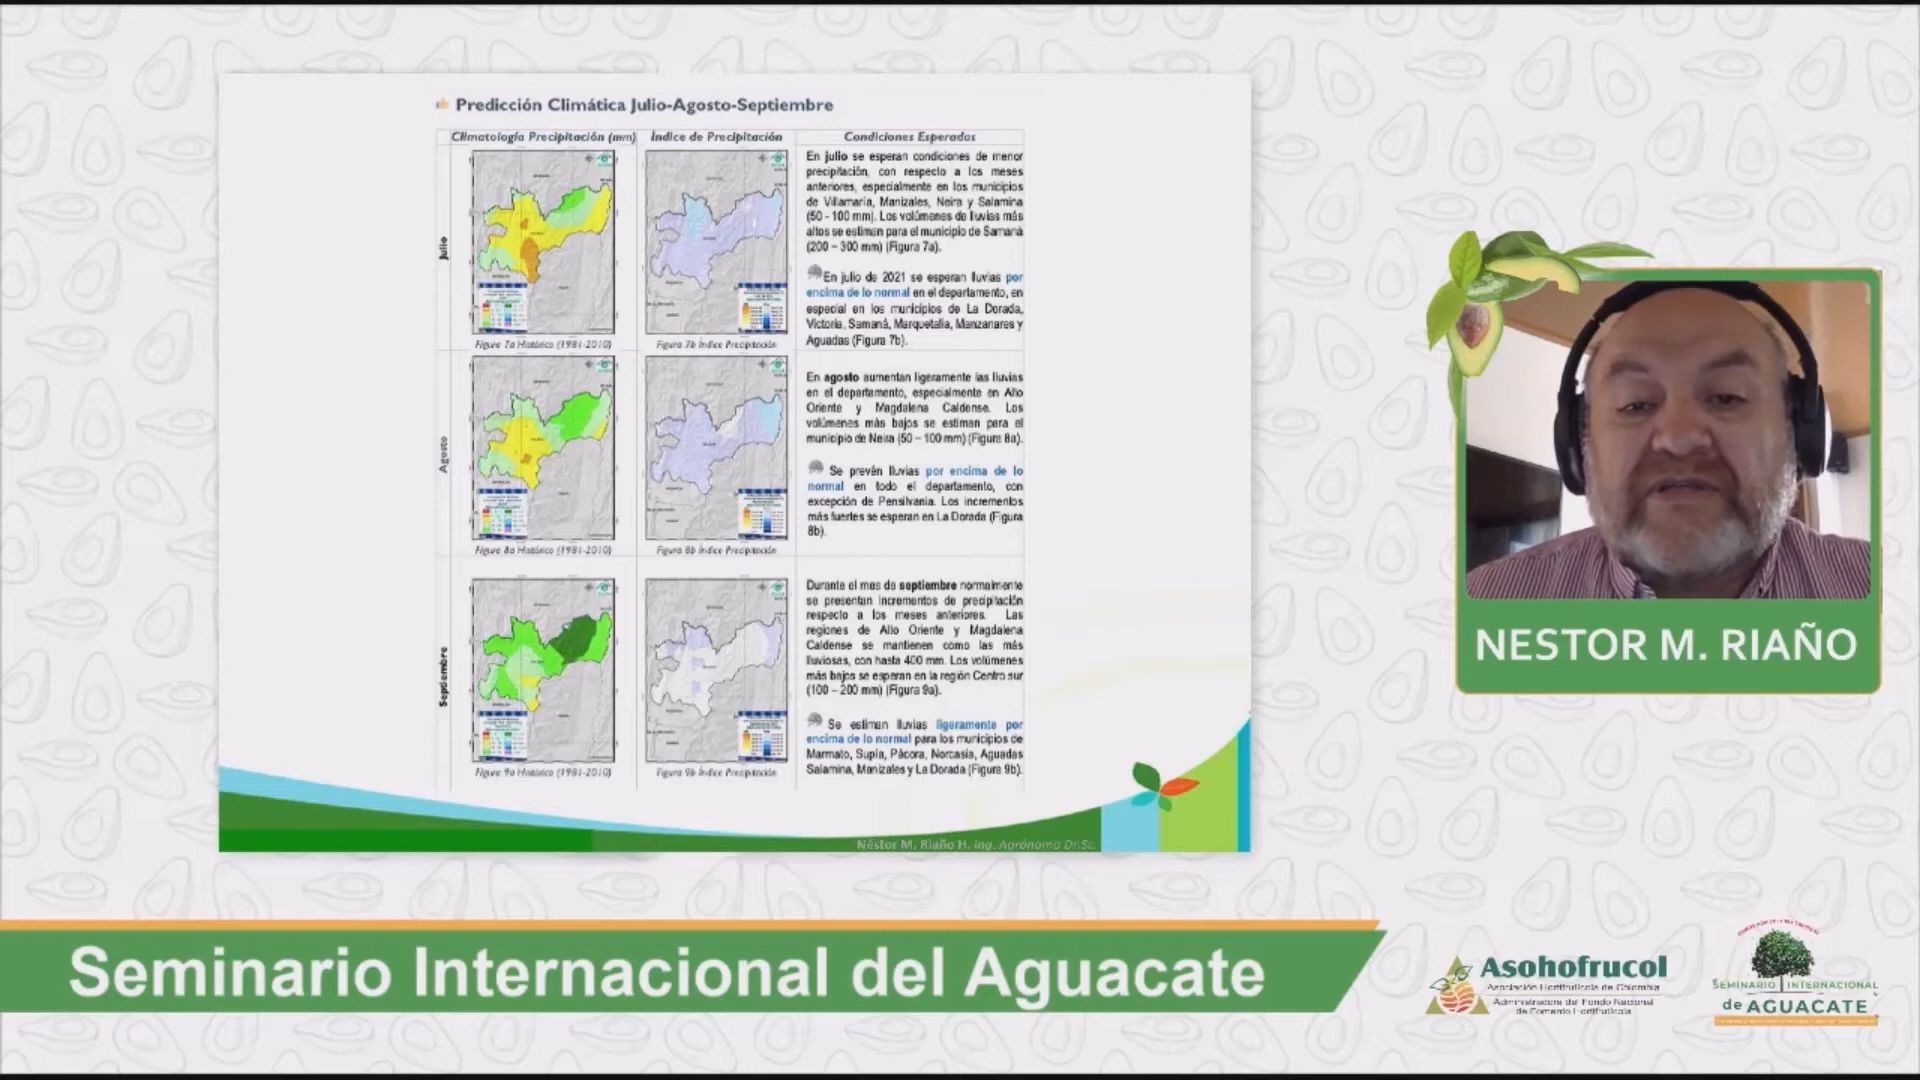 Predicción Climática Julio-Agosto-Septiembre
Climatología Precipitación (mm)
Índice de Precipitación
Condiciones Esperadas
Julio
Figura 7a Histórico (1981-2010)
Figura 7b Índice Precipitación
En julio se esperan condiciones de menor
precipitación, con respecto a los meses
anteriores, especialmente en los municipios
de Villamaría, Manizales, Neira y Salamina
(50 - 100 mm). Los volúmenes de lluvias más
altos se estiman para el municipio de Samaná
(200 – 300 mm) (Figura 7a).
En julio de 2021 se esperan lluvias por
encima de lo normal en el departamento, en
especial en los municipios de La Dorada,
Victoria, Samaná, Marquetalia, Manzanares y
Aguadas (Figura 7b).
Agosto
Figura 8a Histórico (1981-2010)
Figura 8b Índice Precipitación
En agosto aumentan ligeramente las lluvias
en el departamento, especialmente en Alto
Oriente y Magdalena Caldense. Los
volúmenes más bajos se estiman para el
municipio de Neira (50 – 100 mm) (Figura 8a).
Se prevén lluvias por encima de lo
normal en todo el departamento, con
excepción de Pensilvania. Los incrementos
más fuertes se esperan en La Dorada (Figura
8b).
Septiembre
Figura 9a Histórico (1981-2010)
Figura 9b Índice Precipitación
Durante el mes de septiembre normalmente
se presentan incrementos de precipitación
respecto a los meses anteriores. Las
regiones de Alto Oriente y Magdalena
Caldense se mantienen como las más
lluviosas, con hasta 400 mm. Los volúmenes
más bajos se esperan en la región Centro sur
(100 – 200 mm) (Figura 9a).
Se estiman lluvias ligeramente por
encima de lo normal para los municipios de
Marmato, Supía, Pácora, Norcasia, Aguadas
Salamina, Manizales y La Dorada (Figura 9b).
Néstor M. Riaño H. Ing. Agrónomo Dr.Sc.
NESTOR M. RIAÑO
Seminario Internacional del Aguacate
Asohofrucol
Asociación Hortifrutícola de Colombia
Administradora del Fondo Nacional
de Fomento Hortifrutícola
SEMINARIO INTERNACIONAL
de AGUACATE